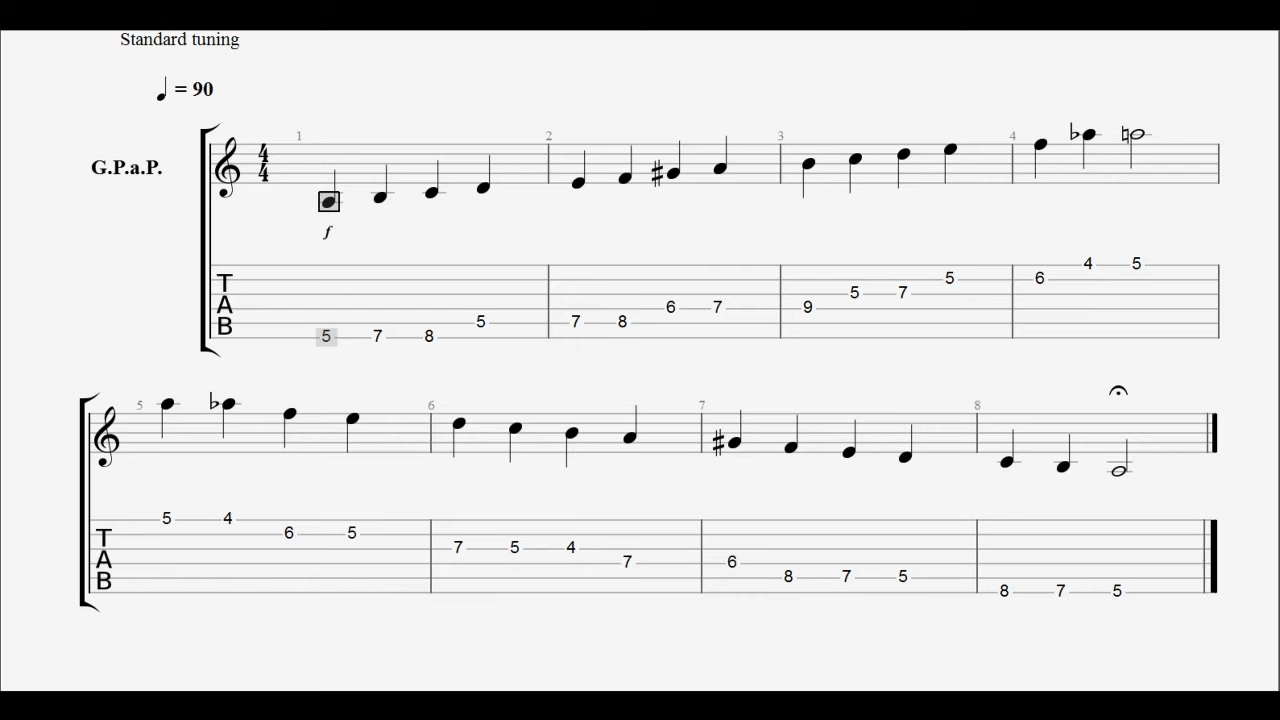 Standard tuning
♩ = 90
G.P.a.P.
1 2 3 4
4
4
f
T
A
B
5 7 8 5 7 8 6 7 9 5 7 5 6 4 5
5 6 7 8
T
A
B
5 4 6 5 7 5 4 7 6 8 7 5 8 7 5